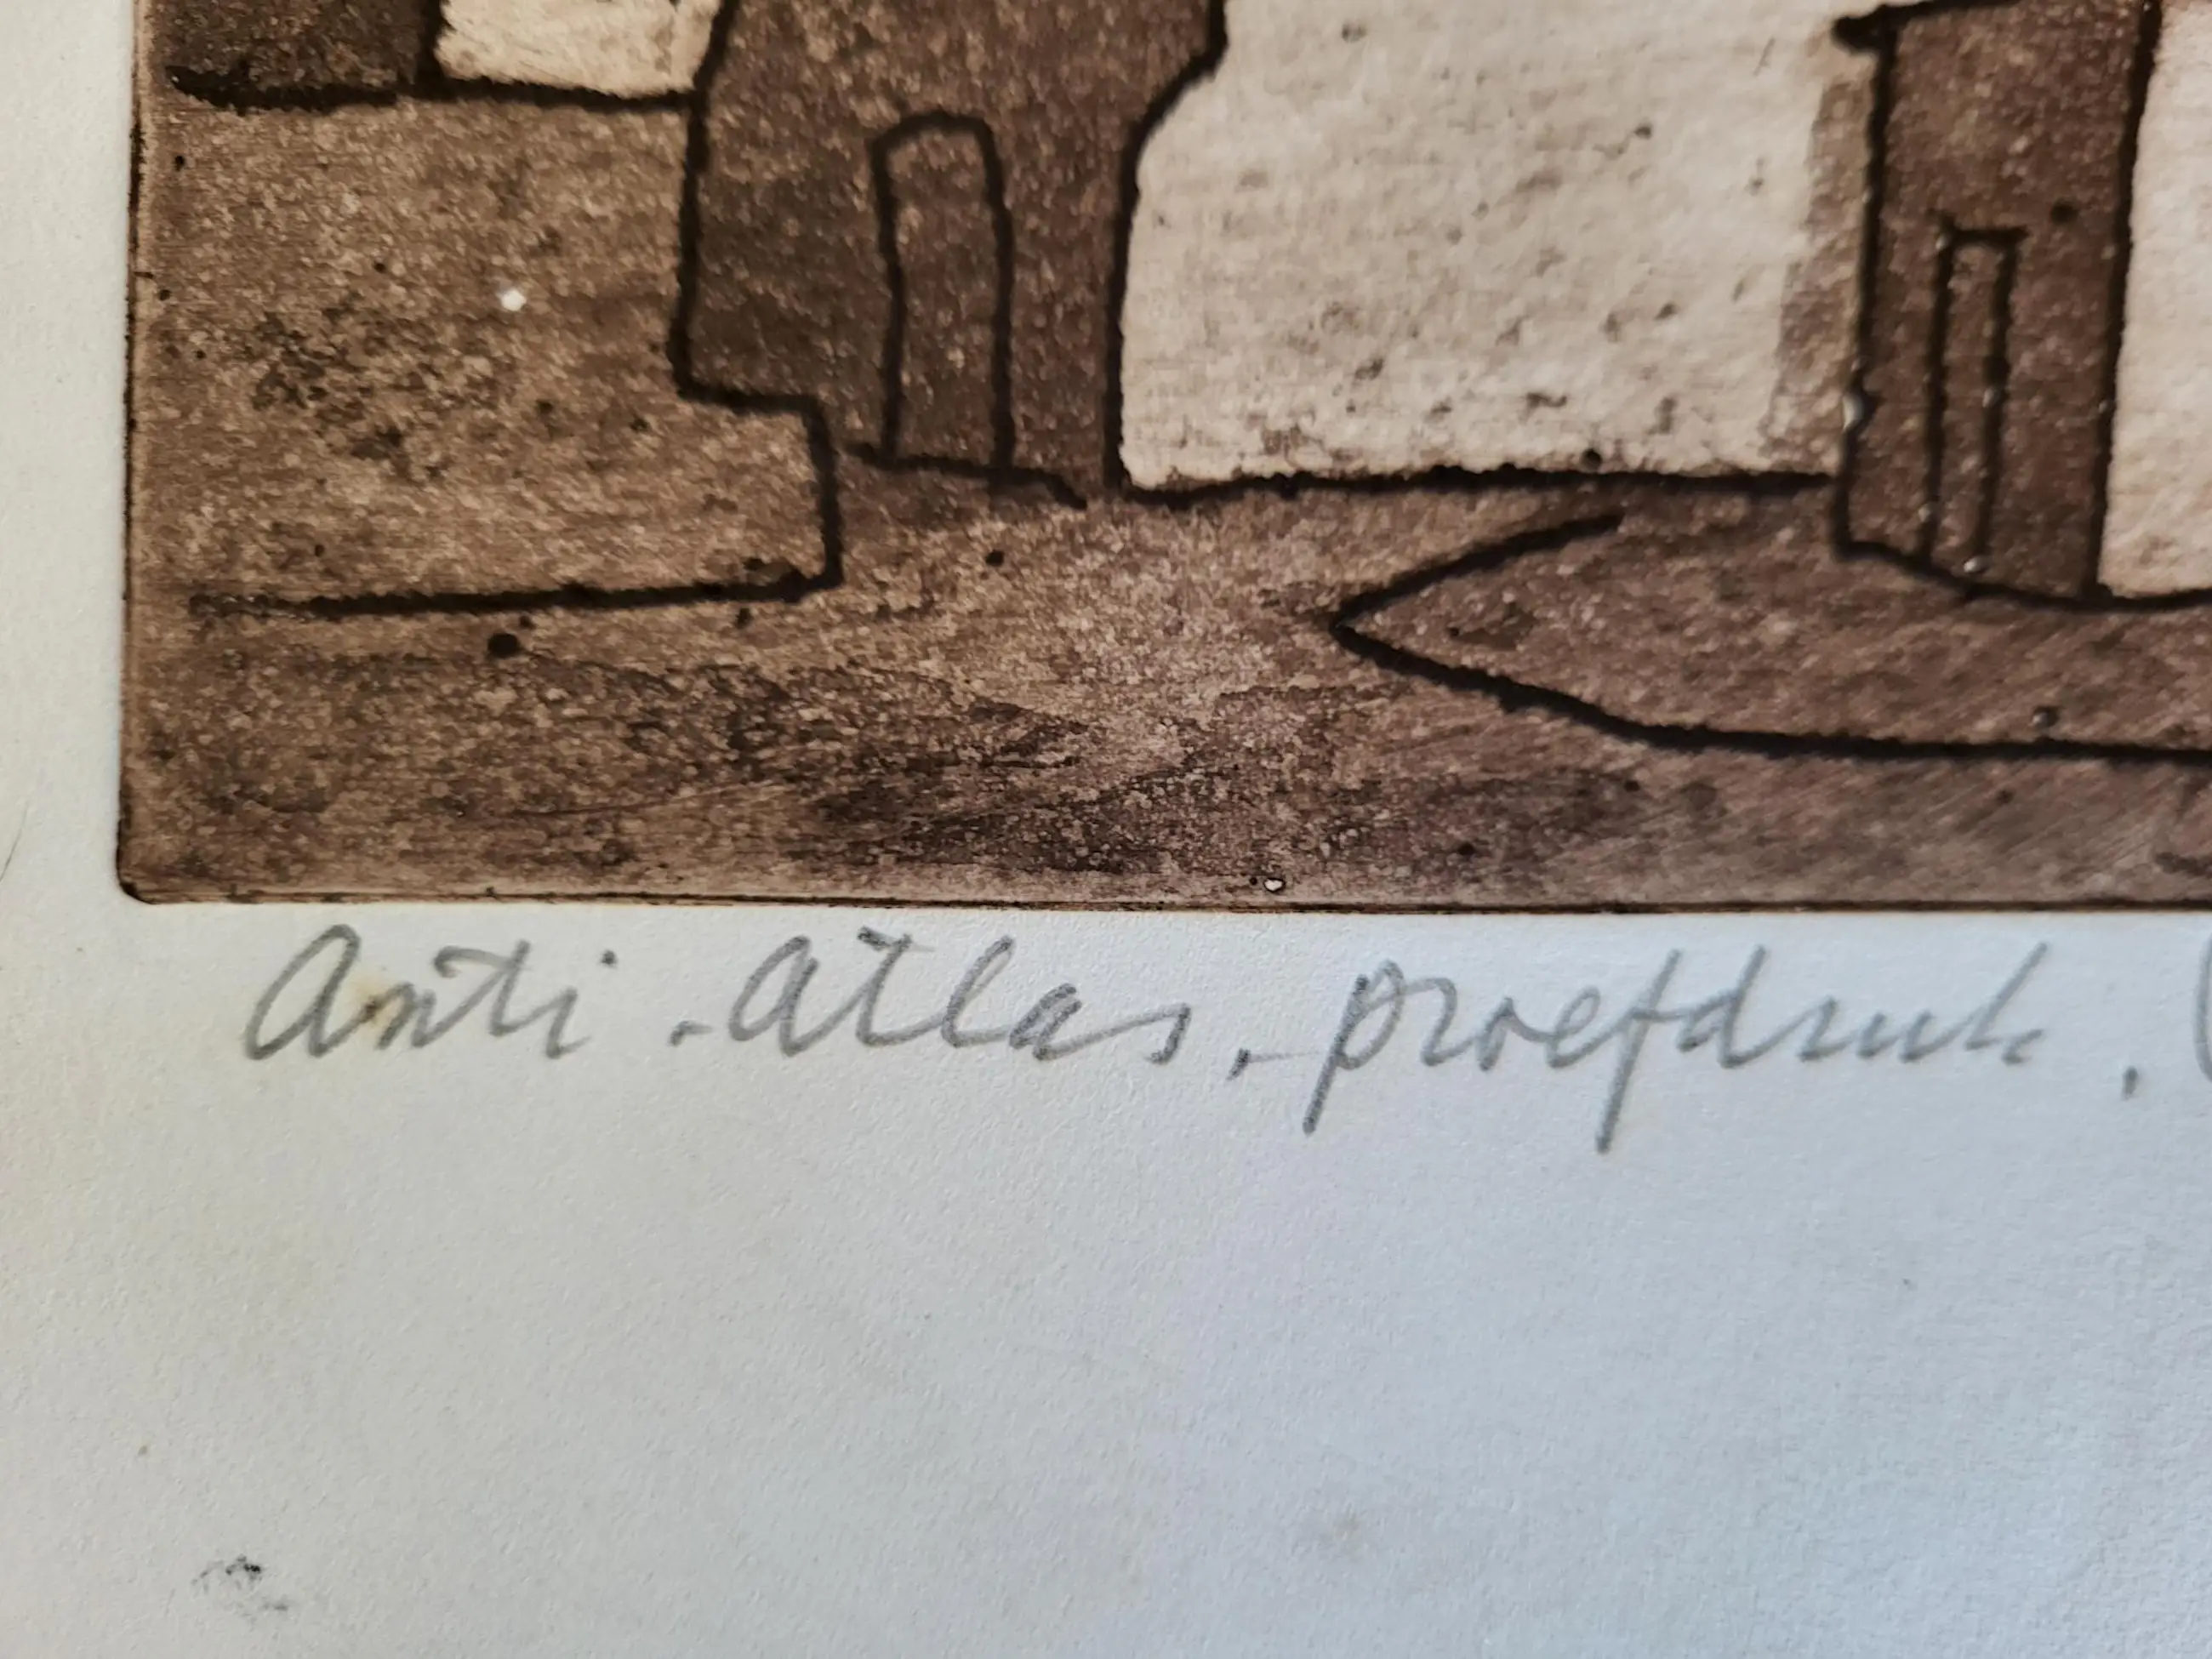 Anti-Atlas, - proefdruk, (